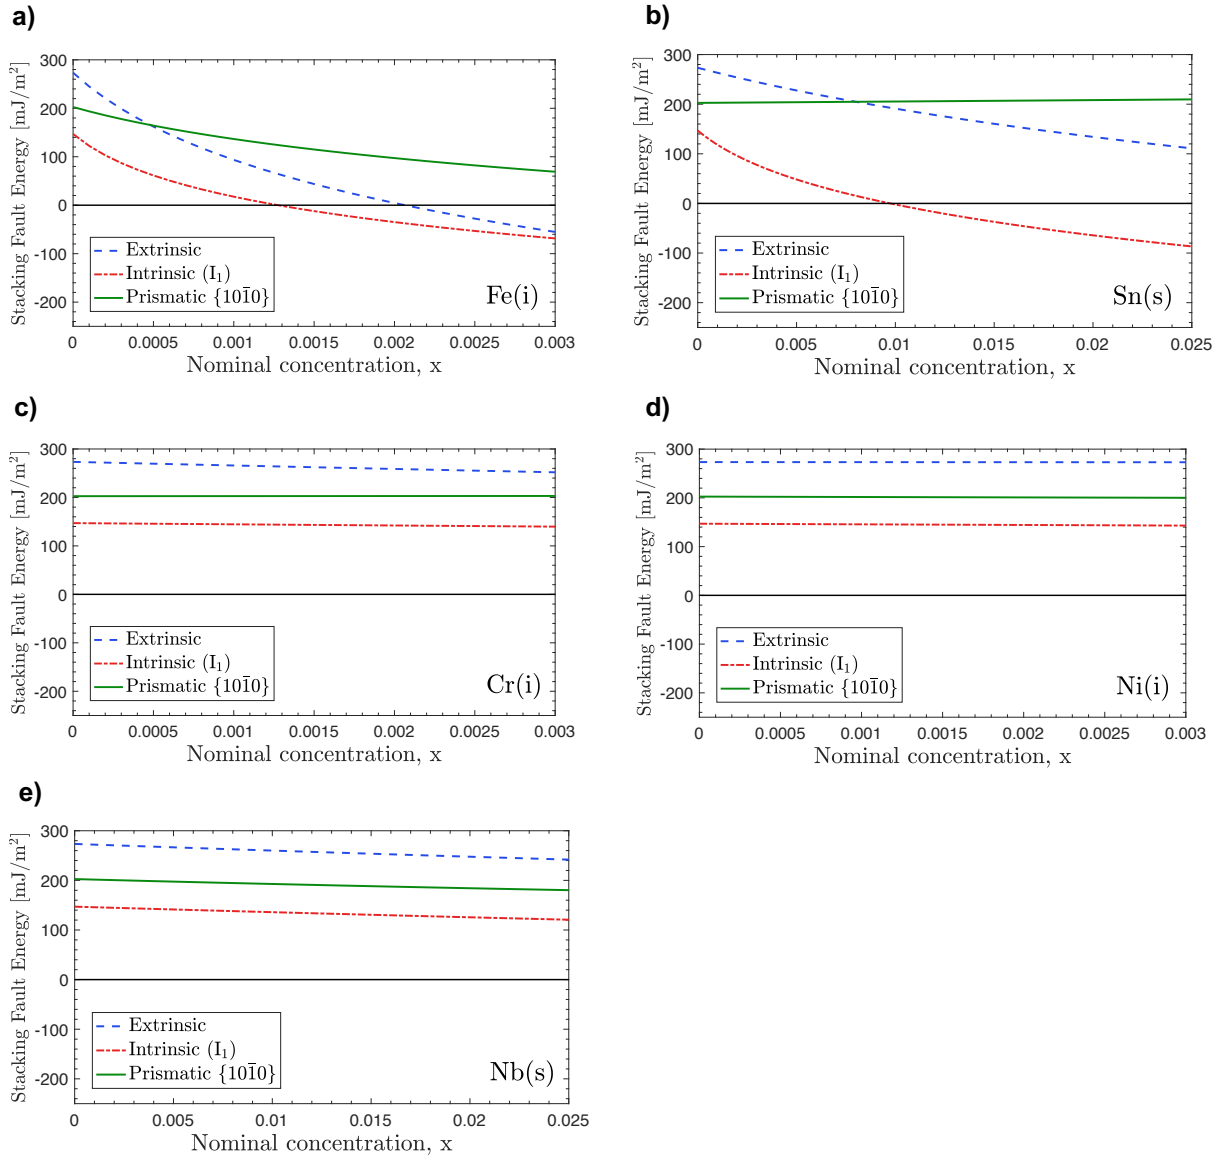 a)
Stacking Fault Energy [mJ/m²]
300
200
100
0
-100
-200
Extrinsic
Intrinsic (I₁)
Prismatic {101̅0}
Fe(i)
0 0.0005 0.001 0.0015 0.002 0.0025 0.003
Nominal concentration, x
b)
Stacking Fault Energy [mJ/m²]
300
200
100
0
-100
-200
Extrinsic
Intrinsic (I₁)
Prismatic {101̅0}
Sn(s)
0 0.005 0.01 0.015 0.02 0.025
Nominal concentration, x
c)
Stacking Fault Energy [mJ/m²]
300
200
100
0
-100
-200
Extrinsic
Intrinsic (I₁)
Prismatic {101̅0}
Cr(i)
0 0.0005 0.001 0.0015 0.002 0.0025 0.003
Nominal concentration, x
d)
Stacking Fault Energy [mJ/m²]
300
200
100
0
-100
-200
Extrinsic
Intrinsic (I₁)
Prismatic {101̅0}
Ni(i)
0 0.0005 0.001 0.0015 0.002 0.0025 0.003
Nominal concentration, x
e)
Stacking Fault Energy [mJ/m²]
300
200
100
0
-100
-200
Extrinsic
Intrinsic (I₁)
Prismatic {101̅0}
Nb(s)
0 0.005 0.01 0.015 0.02 0.025
Nominal concentration, x